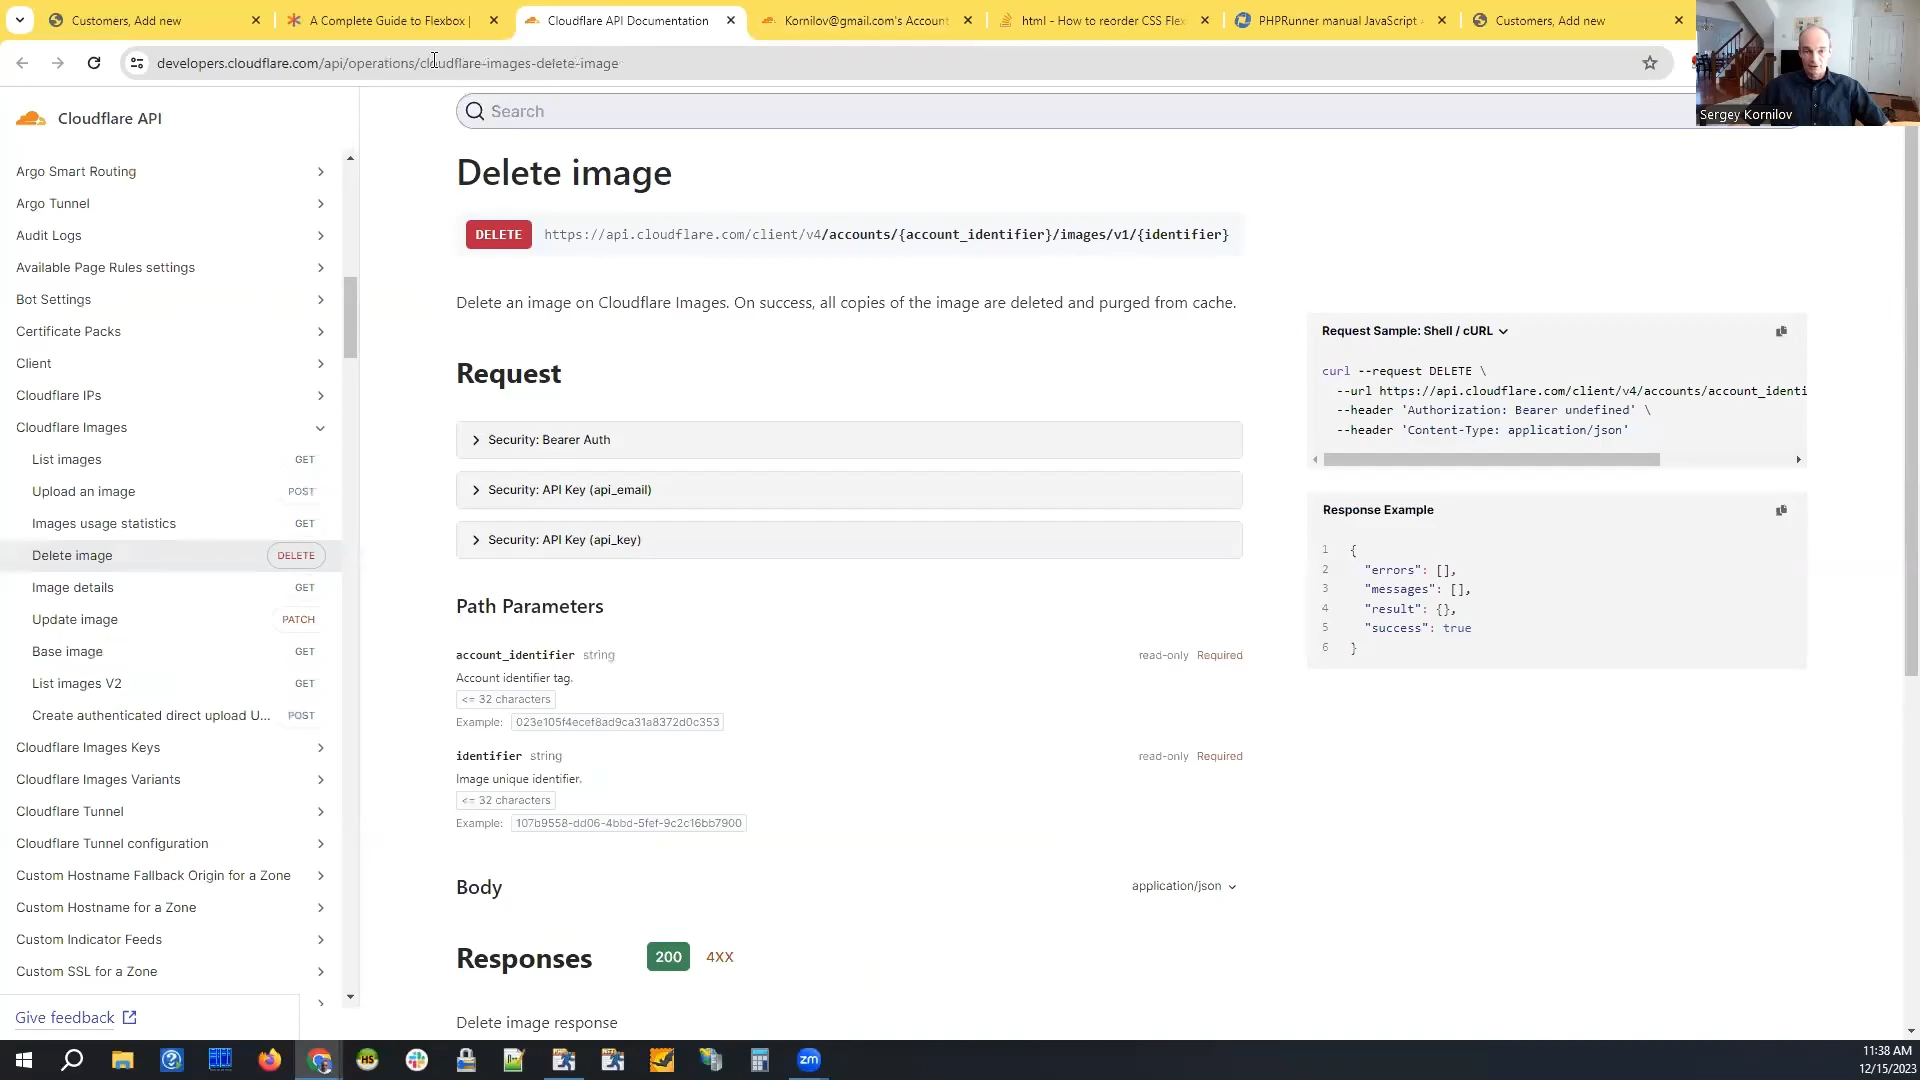 Customers, Add new
A Complete Guide to Flexbox |
Cloudflare API Documentation
Kornilov@gmail.com's Account
html - How to reorder CSS Flex
PHPRunner manual JavaScript
Customers, Add new
developers.cloudflare.com/api/operations/cloudflare-images-delete-image
Sergey Kornilov
Cloudflare API
Search
Argo Smart Routing
Argo Tunnel
Audit Logs
Available Page Rules settings
Bot Settings
Certificate Packs
Client
Cloudflare IPs
Cloudflare Images
List images GET
Upload an image POST
Images usage statistics GET
Delete image DELETE
Image details GET
Update image PATCH
Base image GET
List images V2 GET
Create authenticated direct upload U... POST
Cloudflare Images Keys
Cloudflare Images Variants
Cloudflare Tunnel
Cloudflare Tunnel configuration
Custom Hostname Fallback Origin for a Zone
Custom Hostname for a Zone
Custom Indicator Feeds
Custom SSL for a Zone
Give feedback
Delete image
DELETE https://api.cloudflare.com/client/v4/accounts/{account_identifier}/images/v1/{identifier}
Delete an image on Cloudflare Images. On success, all copies of the image are deleted and purged from cache.
Request
Security: Bearer Auth
Security: API Key (api_email)
Security: API Key (api_key)
Path Parameters
account_identifier string read-only Required
Account identifier tag.
<= 32 characters
Example: 023e105f4ecef8ad9ca31a8372d0c353
identifier string read-only Required
Image unique identifier.
<= 32 characters
Example: 107b9558-dd06-4bbd-5fef-9c2c16bb7900
Body application/json
Responses 200 4XX
Delete image response
Request Sample: Shell / cURL
curl --request DELETE \
--url https://api.cloudflare.com/client/v4/accounts/account_identi
--header 'Authorization: Bearer undefined' \
--header 'Content-Type: application/json'
Response Example
1 {
2 "errors": [],
3 "messages": [],
4 "result": {},
5 "success": true
6 }
HS
zm
11:38 AM
12/15/2023